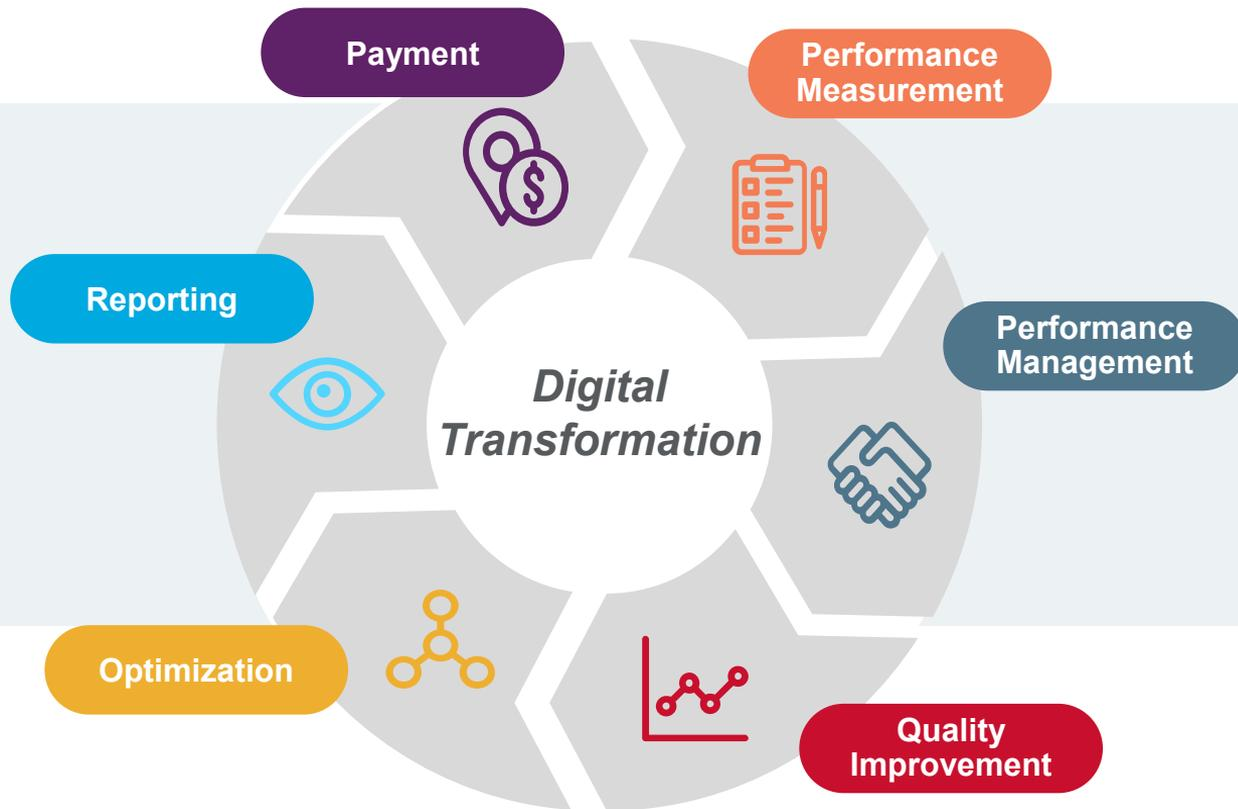 Payment
Performance
Measurement
Reporting
Performance
Management
Digital
Transformation
Optimization
Quality
Improvement
$